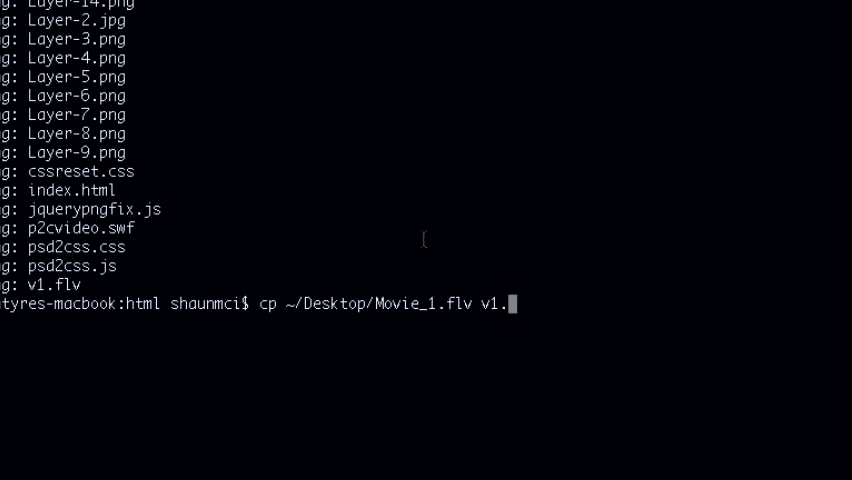 g: Layer-14.png
g: Layer-2.jpg
g: Layer-3.png
g: Layer-4.png
g: Layer-5.png
g: Layer-6.png
g: Layer-7.png
g: Layer-8.png
g: Layer-9.png
g: cssreset.css
g: index.html
g: jquerypngfix.js
g: p2cvideo.swf
g: psd2css.css
g: psd2css.js
g: v1.flv
tyres-macbook:html shaunmci$ cp ~/Desktop/Movie_1.flv v1.